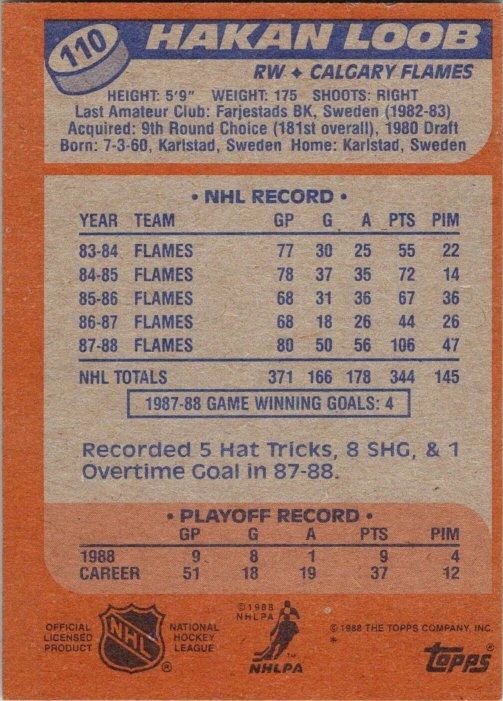 110
HAKAN LOOB
RW ♦ CALGARY FLAMES
HEIGHT: 5'9" WEIGHT: 175 SHOOTS: RIGHT
Last Amateur Club: Farjestads BK, Sweden (1982-83)
Acquired: 9th Round Choice (181st overall), 1980 Draft
Born: 7-3-60, Karlstad, Sweden Home: Karlstad, Sweden
• NHL RECORD •
YEAR TEAM GP G A PTS PIM
83-84 FLAMES 77 30 25 55 22
84-85 FLAMES 78 37 35 72 14
85-86 FLAMES 68 31 36 67 36
86-87 FLAMES 68 18 26 44 26
87-88 FLAMES 80 50 56 106 47
NHL TOTALS 371 166 178 344 145
1987-88 GAME WINNING GOALS: 4
Recorded 5 Hat Tricks, 8 SHG, & 1
Overtime Goal in 87-88.
• PLAYOFF RECORD •
GP G A PTS PIM
1988 9 8 1 9 4
CAREER 51 18 19 37 12
OFFICIAL
LICENSED
PRODUCT
NHL
®
NATIONAL
HOCKEY
LEAGUE
©1988
NHLPA
TM
NHLPA
© 1988 THE TOPPS COMPANY, INC.
*
topps®